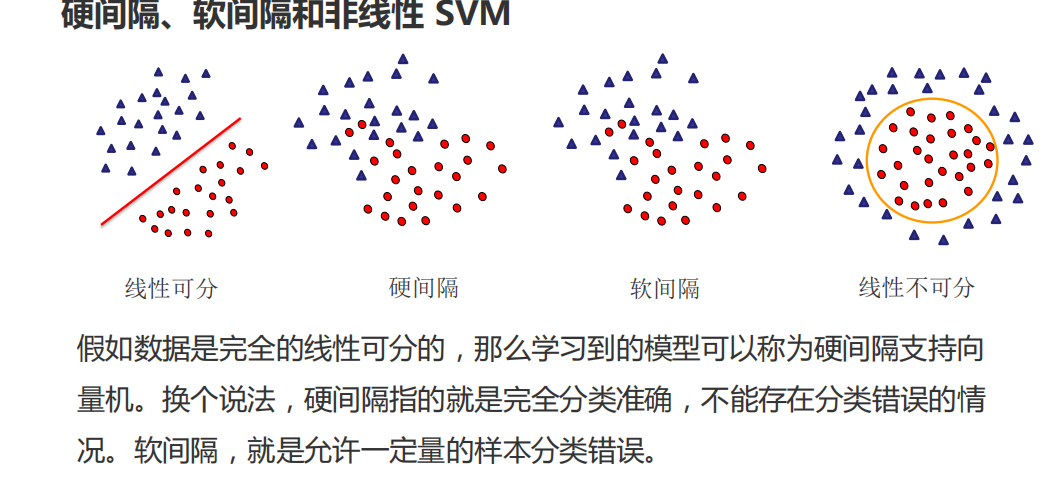 硬间隔、软间隔和非线性 SVM
线性可分
硬间隔
软间隔
线性不可分
假如数据是完全的线性可分的，那么学习到的模型可以称为硬间隔支持向
量机。换个说法，硬间隔指的就是完全分类准确，不能存在分类错误的情
况。软间隔，就是允许一定量的样本分类错误。